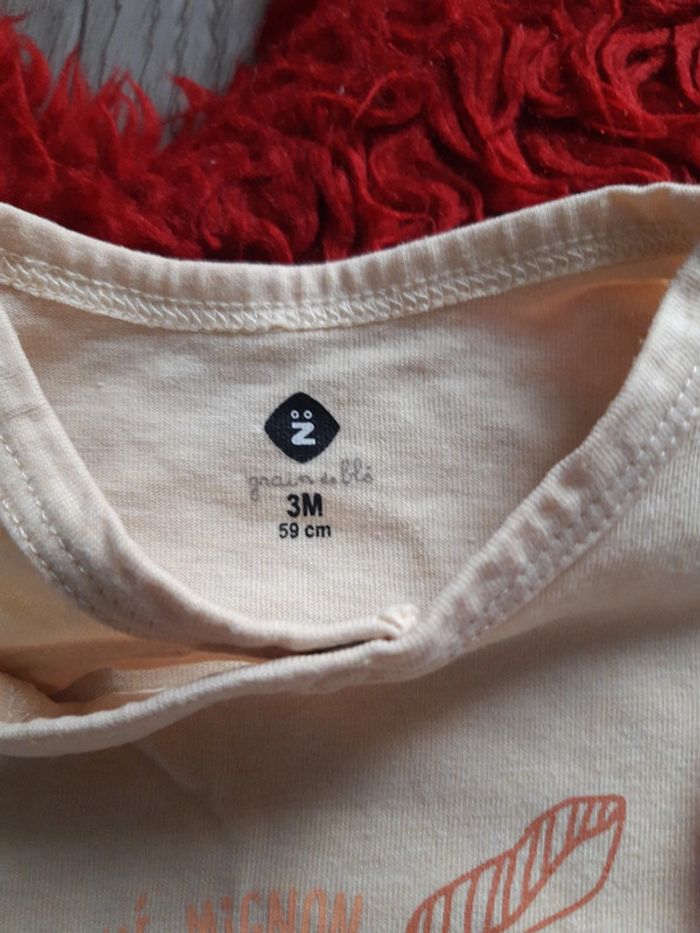 Z
grain de blé
3M
59 cm
MiGNON